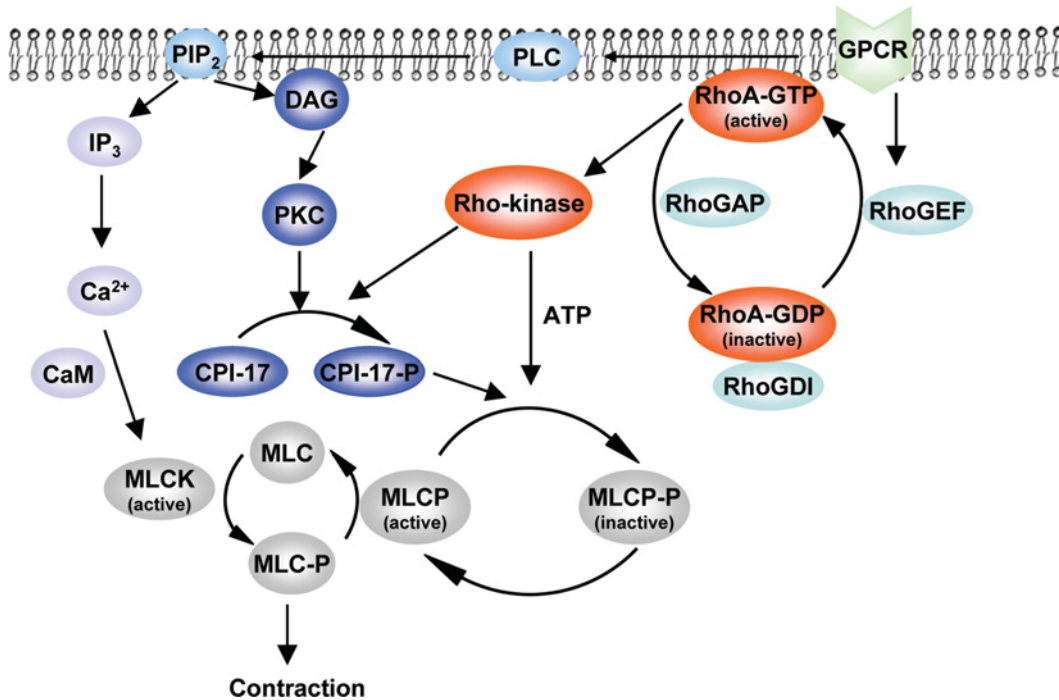 PIP₂
PLC
GPCR
DAG
RhoA-GTP
(active)
IP₃
PKC
Rho-kinase
RhoGAP
RhoGEF
Ca²⁺
ATP
RhoA-GDP
(inactive)
CaM
CPI-17
CPI-17-P
RhoGDI
MLC
MLCK
(active)
MLCP
(active)
MLCP-P
(inactive)
MLC-P
Contraction